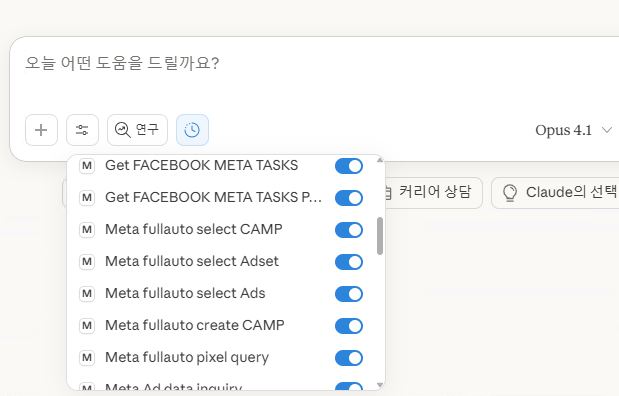 오늘 어떤 도움을 드릴까요?
연구
Opus 4.1
M Get FACEBOOK META TASKS
M Get FACEBOOK META TASKS P...
커리어 상담
Claude의 선택
M Meta fullauto select CAMP
M Meta fullauto select Adset
M Meta fullauto select Ads
M Meta fullauto create CAMP
M Meta fullauto pixel query
M Meta Ad data inquiry